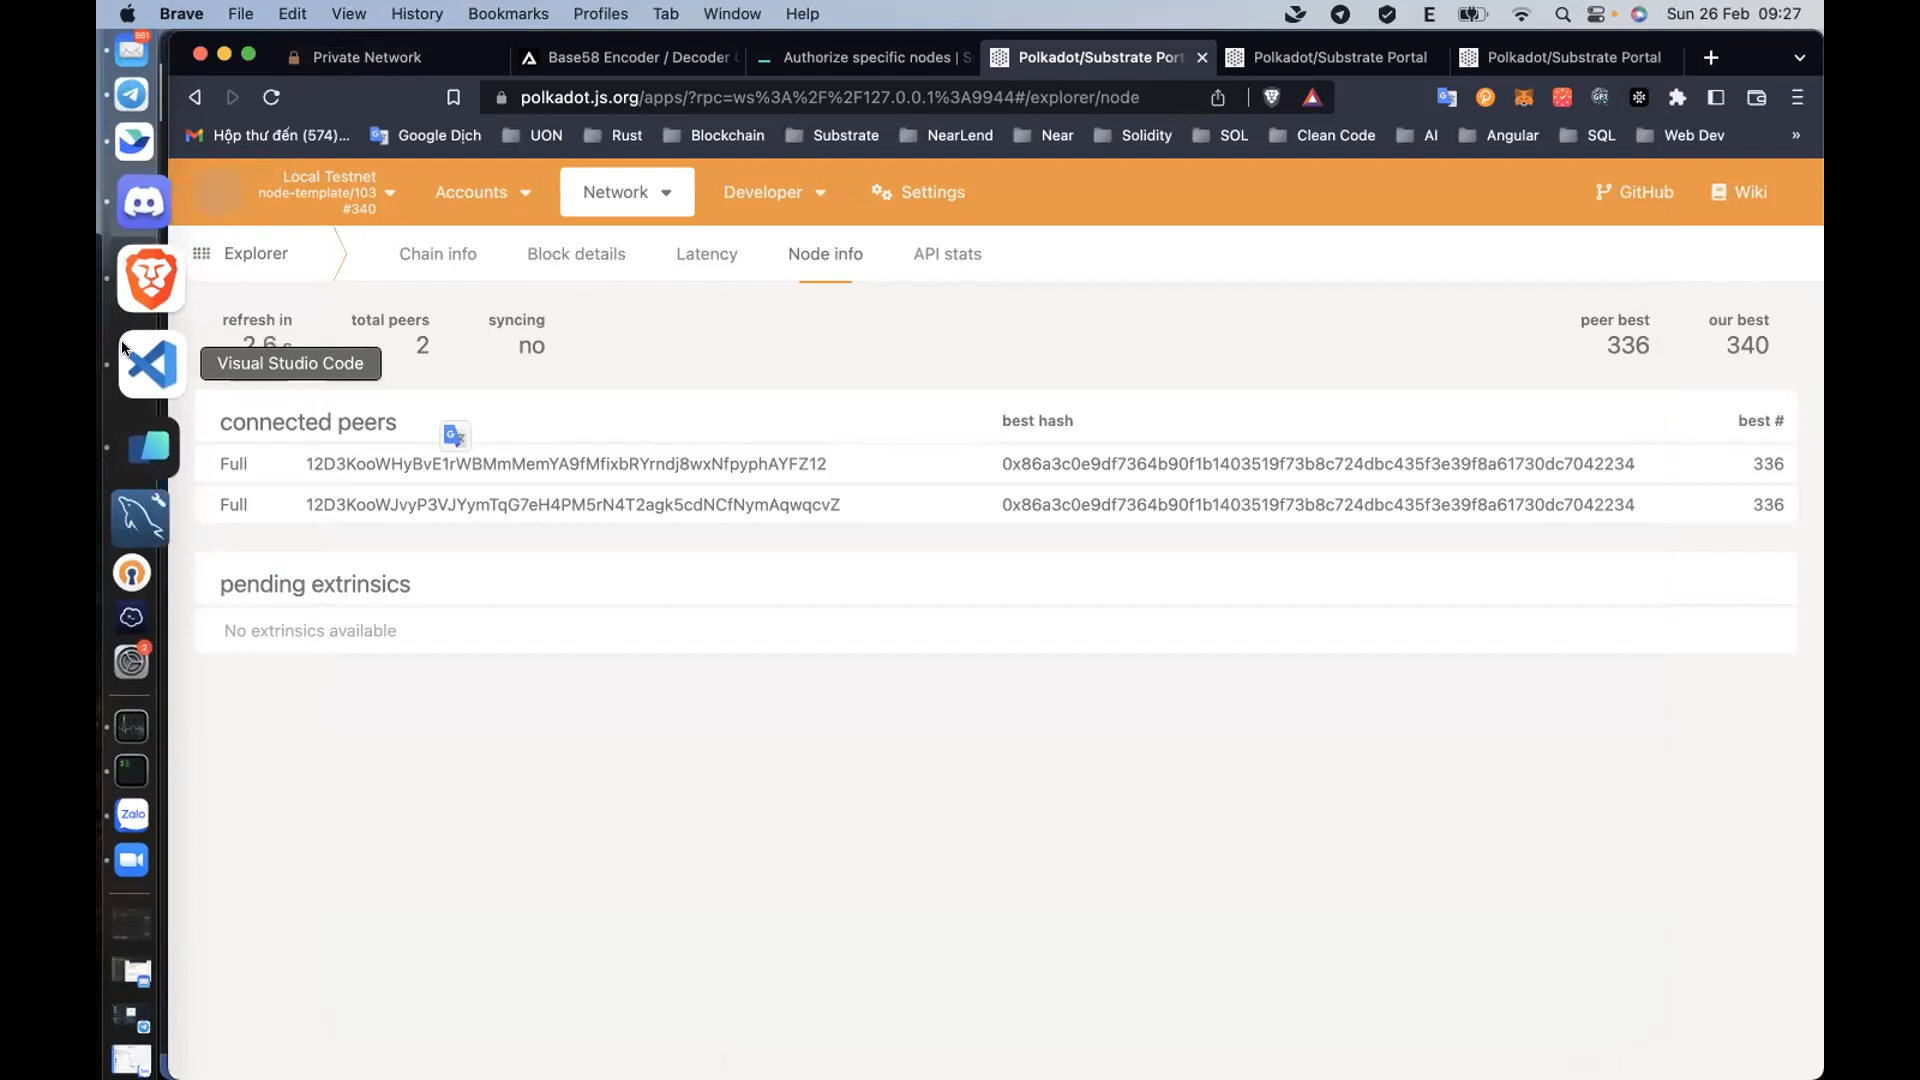 Brave File Edit View History Bookmarks Profiles Tab Window Help E Sun 26 Feb 09:27
881
Private Network Base58 Encoder / Decoder Authorize specific nodes | S Polkadot/Substrate Port Polkadot/Substrate Portal Polkadot/Substrate Portal
polkadot.js.org/apps/?rpc=ws%3A%2F%2F127.0.0.1%3A9944#/explorer/node
GPT
Hộp thư đến (574)... Google Dịch UON Rust Blockchain Substrate NearLend Near Solidity SOL Clean Code AI Angular SQL Web Dev »
Local Testnet
node-template/103
#340
Accounts Network Developer Settings GitHub Wiki
Explorer Chain info Block details Latency Node info API stats
refresh in total peers syncing peer best our best
2.6 s 2 no 336 340
Visual Studio Code
connected peers best hash best #
Full 12D3KooWHyBvE1rWBMmMemYA9fMfixbRYrndj8wxNfpyphAYFZ12 0x86a3c0e9df7364b90f1b1403519f73b8c724dbc435f3e39f8a61730dc7042234 336
Full 12D3KooWJvyP3VJYymTqG7eH4PM5rN4T2agk5cdNCfNymAqwqcvZ 0x86a3c0e9df7364b90f1b1403519f73b8c724dbc435f3e39f8a61730dc7042234 336
pending extrinsics
No extrinsics available
2
Zalo